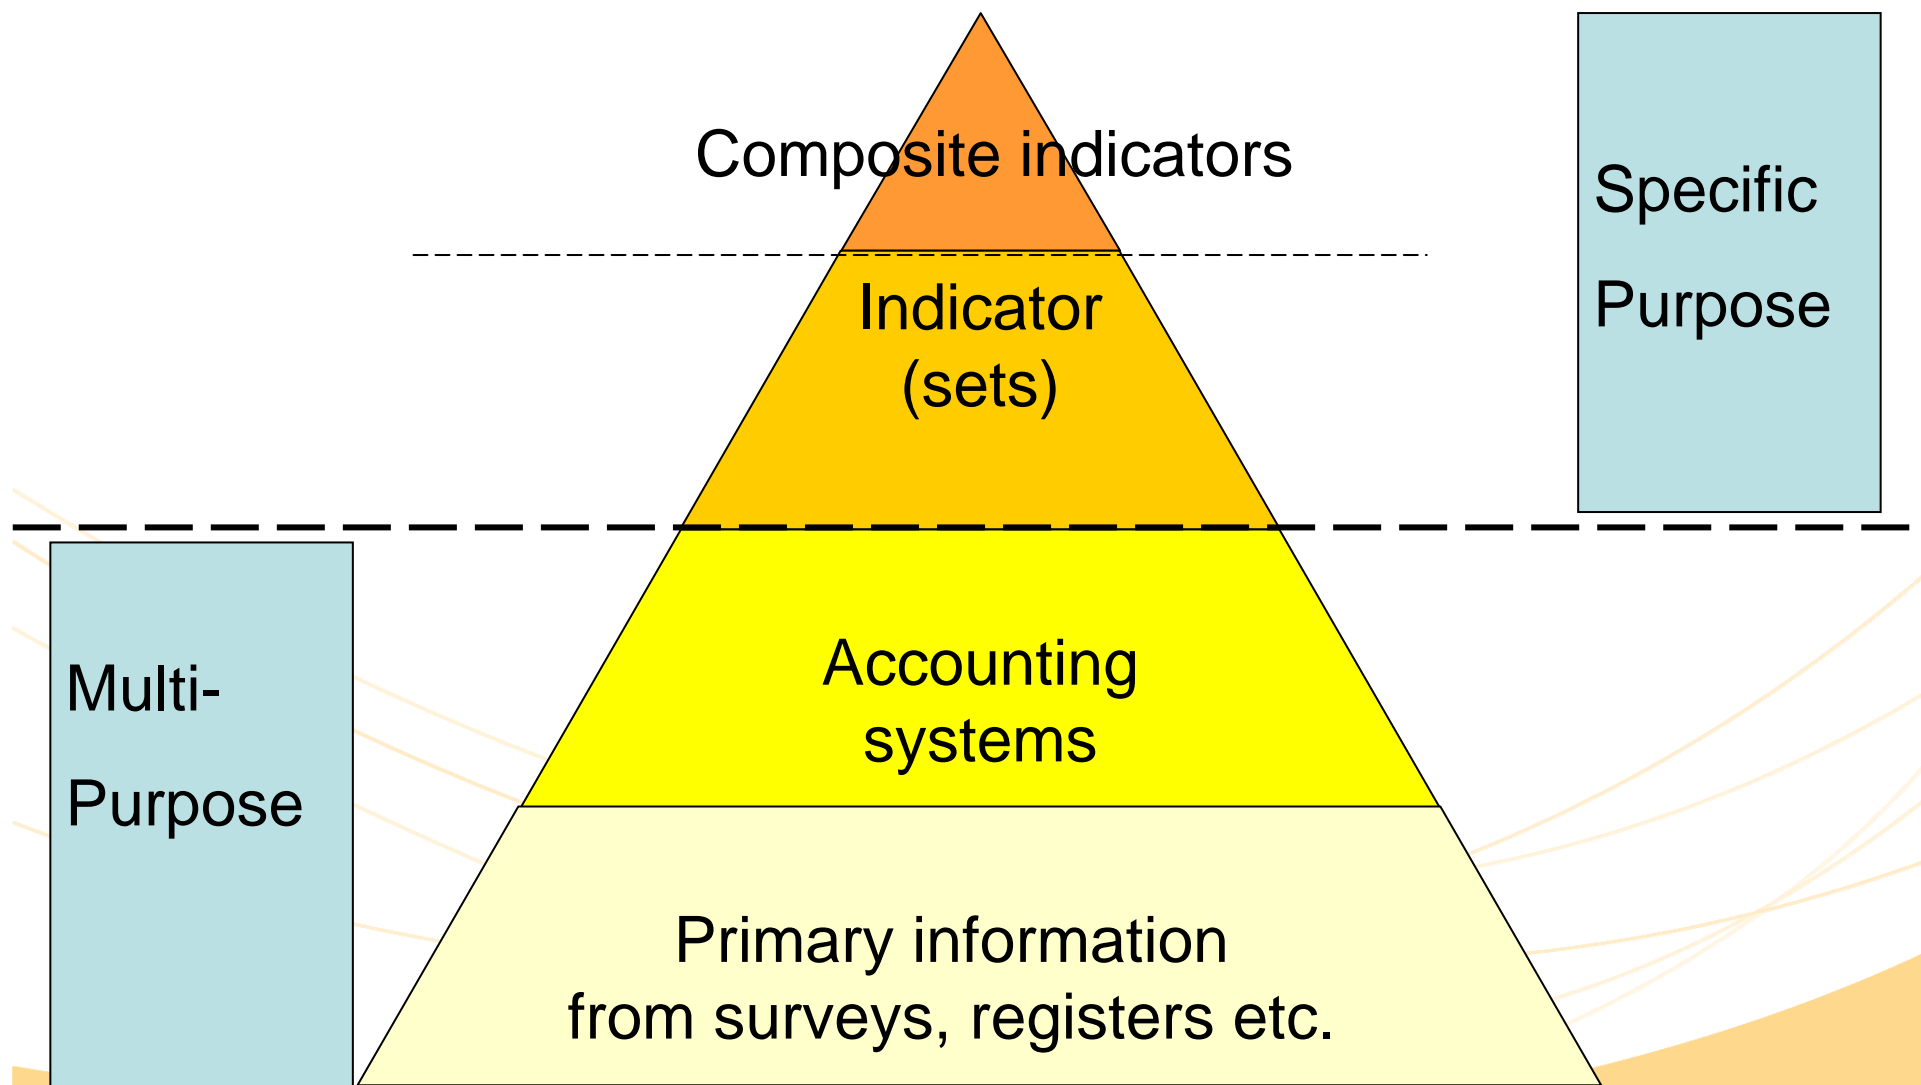 Composite indicators
Specific
Purpose
Indicator
(sets)
Multi-
Purpose
Accounting
systems
Primary information
from surveys, registers etc.